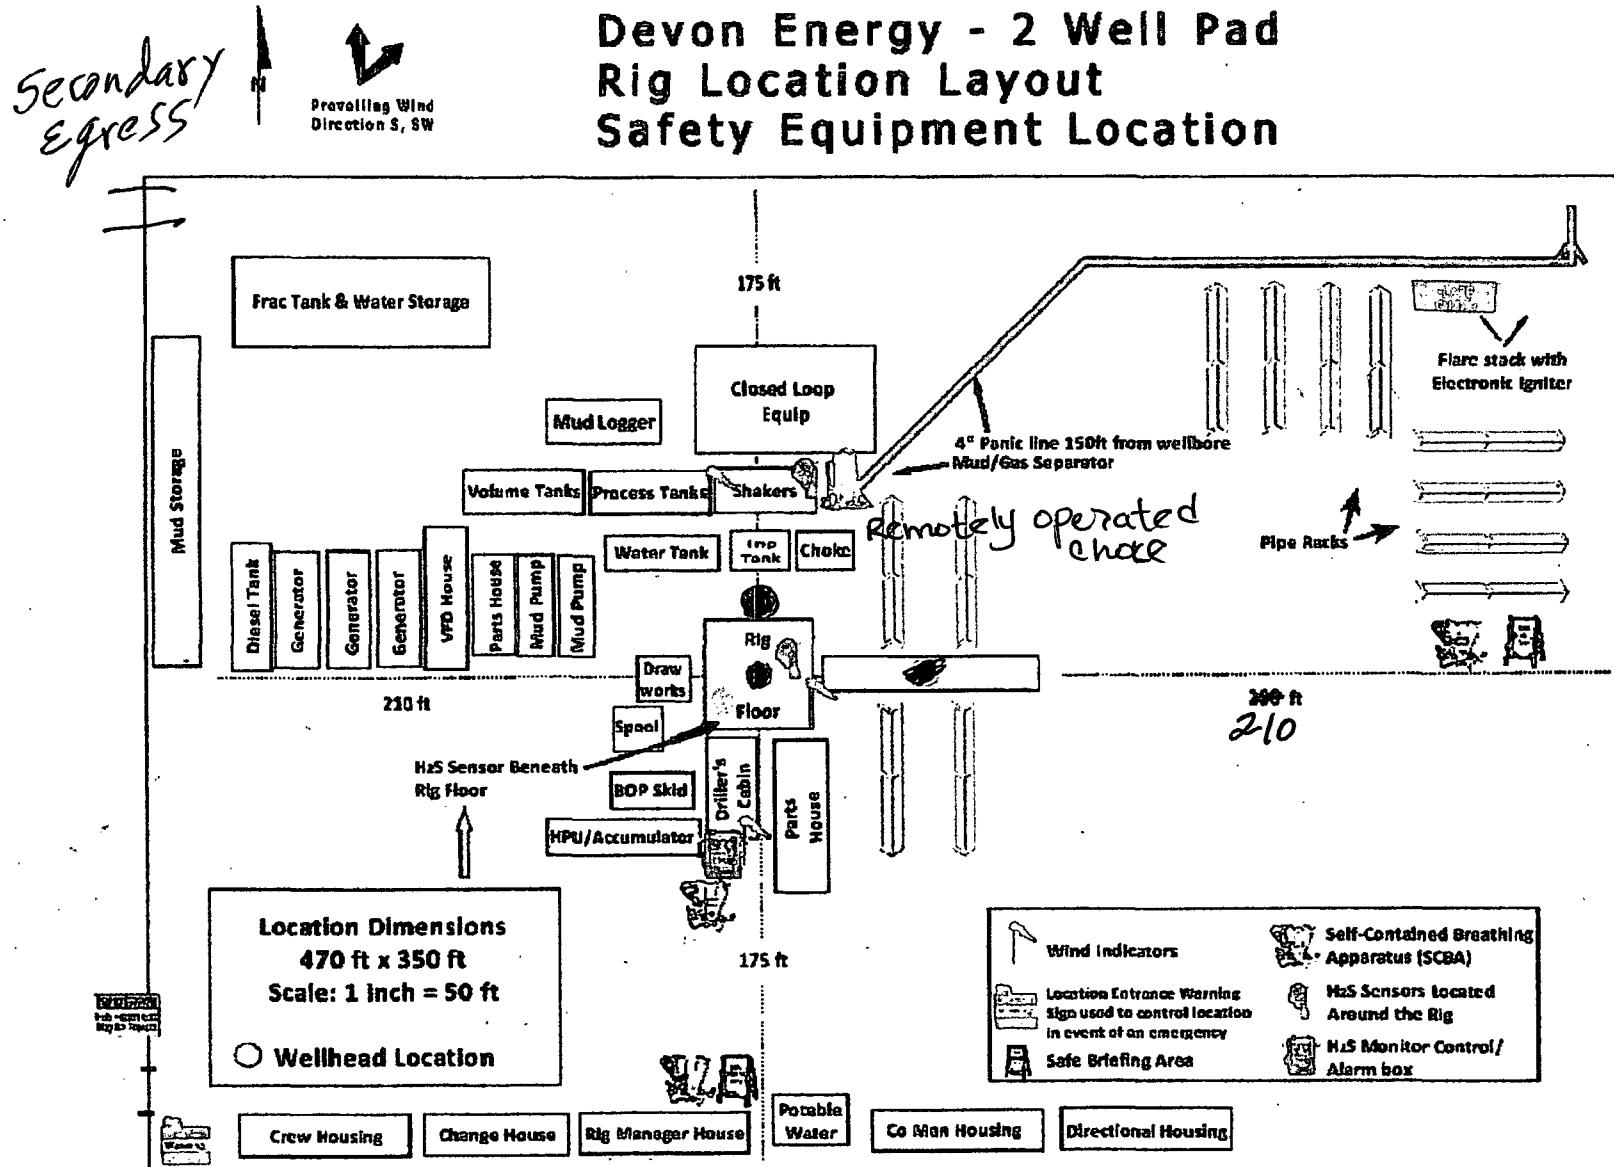 Devon Energy - 2 Well Pad
Rig Location Layout
Safety Equipment Location
Secondary
Egress
N
Prevailing Wind
Direction S, SW
175 ft
Frac Tank & Water Storage
Closed Loop
Equip
Mud Logger
Mud Storage
Flare stack with
Electronic Igniter
4" Panic line 150ft from wellbore
Mud/Gas Separator
Volume Tanks
Process Tanks
Shakers
Remotely operated
choke
Water Tank
Trip
Tank
Choke
Pipe Racks
Diesel Tank
Generator
Generator
Generator
VFD House
Parts House
Mud Pump
Mud Pump
Rig
Floor
Draw
works
210 ft
200 ft
210
Spool
H2S Sensor Beneath
Rig Floor
BOP Skid
Driller's
Cabin
Parts
House
HPU/Accumulator
Location Dimensions
470 ft x 350 ft
Scale: 1 inch = 50 ft
Wellhead Location
175 ft
Wind Indicators
Location Entrance Warning
Sign used to control location
in event of an emergency
Safe Briefing Area
Self-Contained Breathing
Apparatus (SCBA)
H2S Sensors Located
Around the Rig
H2S Monitor Control/
Alarm box
Crew Housing
Change House
Rig Manager House
Potable
Water
Co Man Housing
Directional Housing